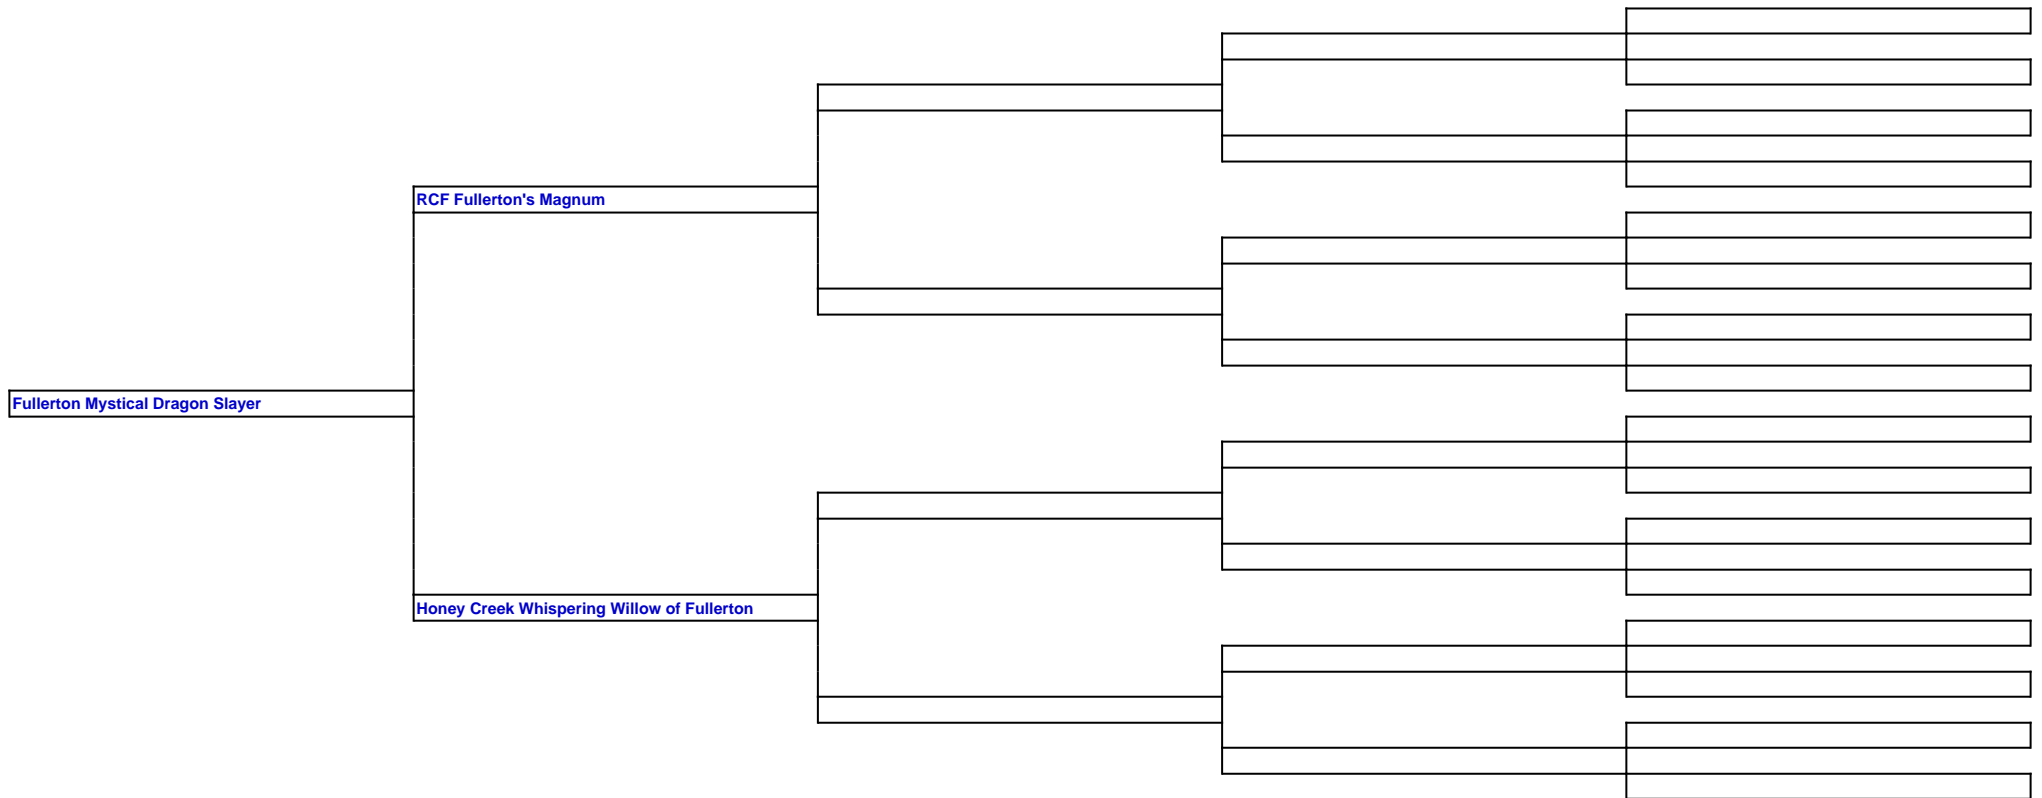 RCF Fullerton's Magnum
Fullerton Mystical Dragon Slayer
Honey Creek Whispering Willow of Fullerton